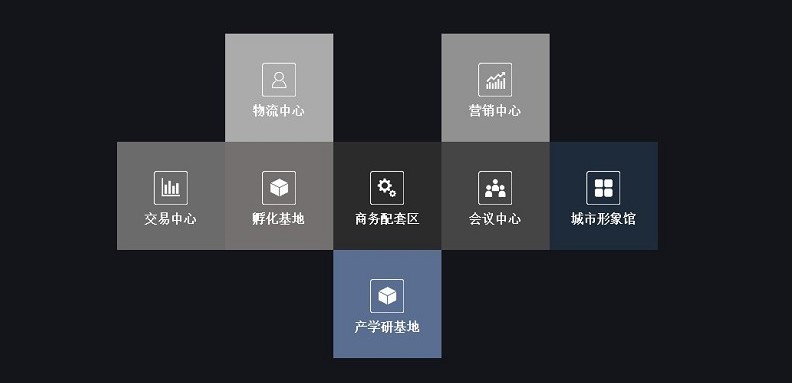 物流中心
营销中心
交易中心
孵化基地
商务配套区
会议中心
城市形象馆
产学研基地